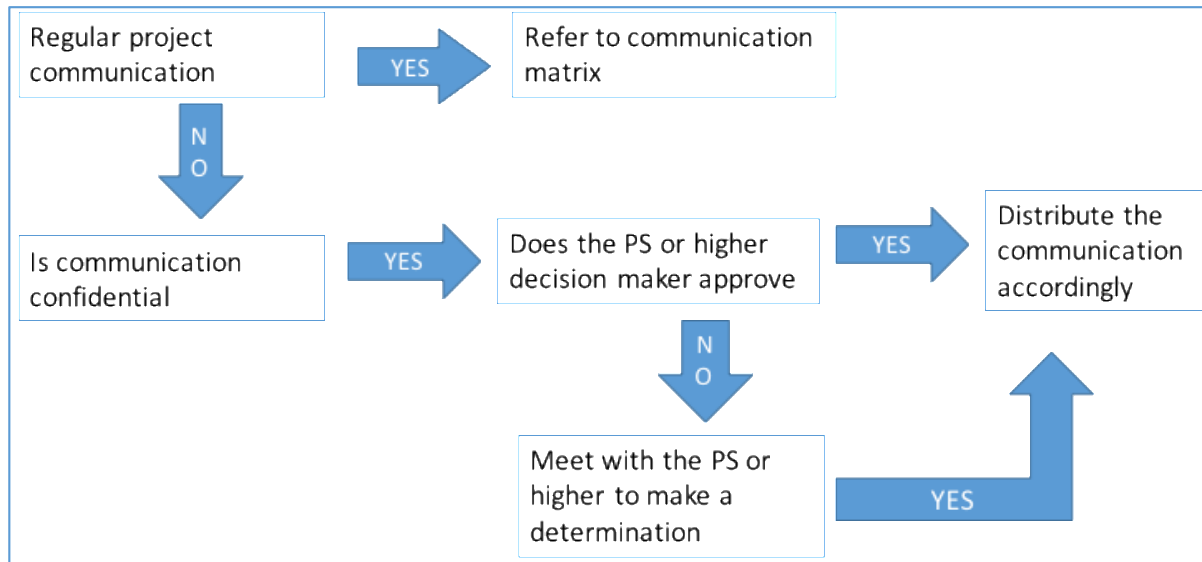 Regular project
communication
YES
Refer to communication
matrix
N
O
Is communication
confidential
YES
Does the PS or higher
decision maker approve
YES
Distribute the
communication
accordingly
N
O
Meet with the PS or
higher to make a
determination
YES